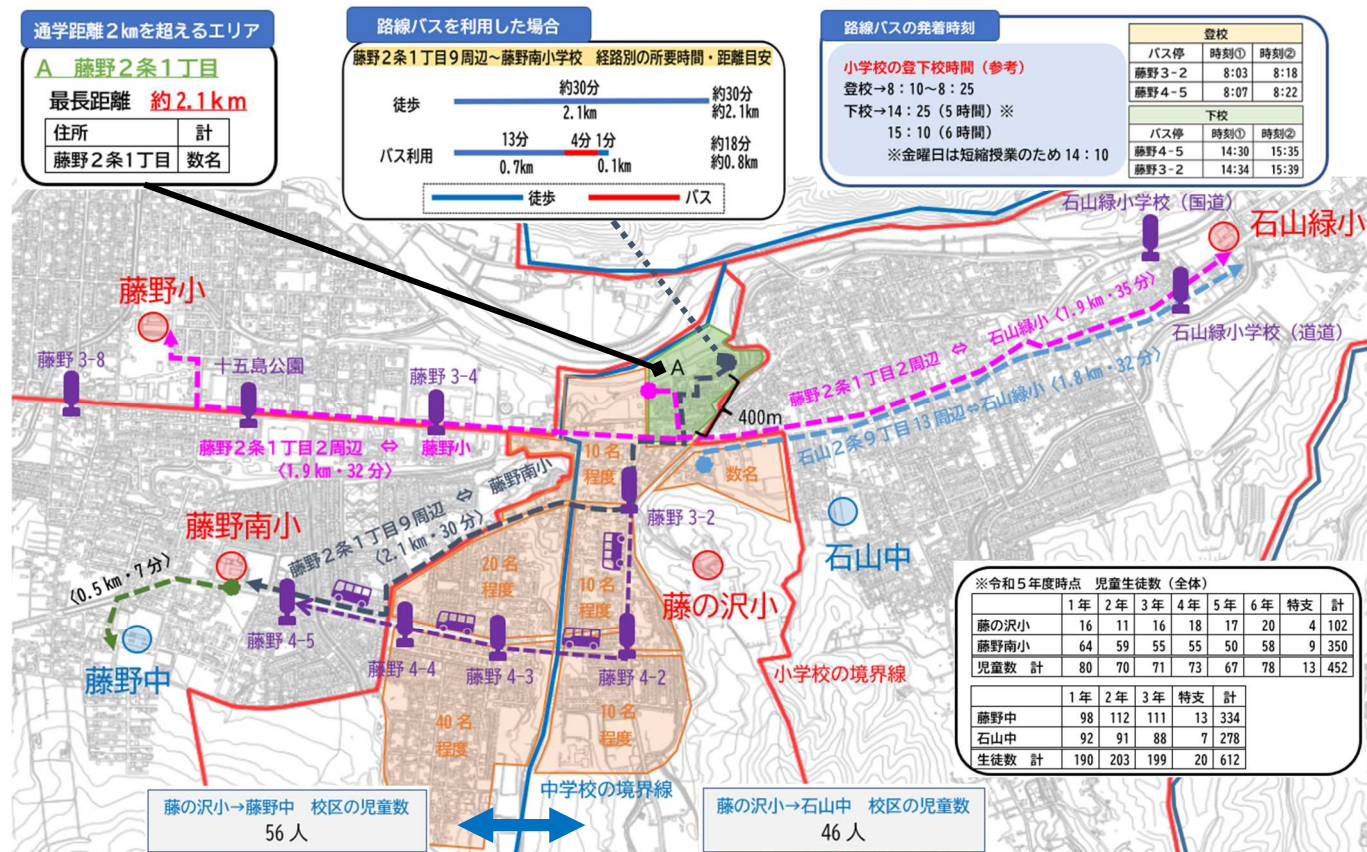 通学距離2kmを超えるエリア
A 藤野2条1丁目
最長距離 約2.1km
住所 計
藤野2条1丁目 数名
路線バスを利用した場合
藤野2条1丁目9周辺～藤野南小学校 経路別の所要時間・距離目安
徒歩 約30分 約30分
2.1km 約2.1km
バス利用 13分 4分 1分 約18分
0.7km 0.1km 約0.8km
徒歩 バス
路線バスの発着時刻
小学校の登下校時間(参考)
登校→8:10～8:25
下校→14:25(5時間)※
15:10(6時間)
※金曜日は短縮授業のため14:10
登校
バス停 時刻① 時刻②
藤野3-2 8:03 8:18
藤野4-5 8:07 8:22
下校
バス停 時刻① 時刻②
藤野4-5 14:30 15:35
藤野3-2 14:34 15:39
石山緑小学校(国道)
石山緑小
石山緑小学校(道道)
藤野小
藤野3-8
十五島公園
藤野3-4
A
400m
藤野2条1丁目2周辺 ⇔ 石山緑小〈1.9km・35分〉
石山2条9丁目13周辺⇔石山緑小〈1.8km・32分〉
藤野2条1丁目2周辺 ⇔ 藤野小
〈1.9km・32分〉
10名
程度
数名
藤野3-2
藤野2条1丁目9周辺 ⇔ 藤野南小
〈2.1km・30分〉
藤野南小
石山中
藤の沢小
20名
程度
10名
程度
〈0.5km・7分〉
藤野中
藤野4-5
藤野4-4
藤野4-3
藤野4-2
40名
程度
10名
程度
小学校の境界線
中学校の境界線
※令和5年度時点 児童生徒数(全体)
1年 2年 3年 4年 5年 6年 特支 計
藤の沢小 16 11 16 18 17 20 4 102
藤野南小 64 59 55 55 50 58 9 350
児童数 計 80 70 71 73 67 78 13 452
1年 2年 3年 特支 計
藤野中 98 112 111 13 334
石山中 92 91 88 7 278
生徒数 計 190 203 199 20 612
藤の沢小→藤野中 校区の児童数
56人
藤の沢小→石山中 校区の児童数
46人